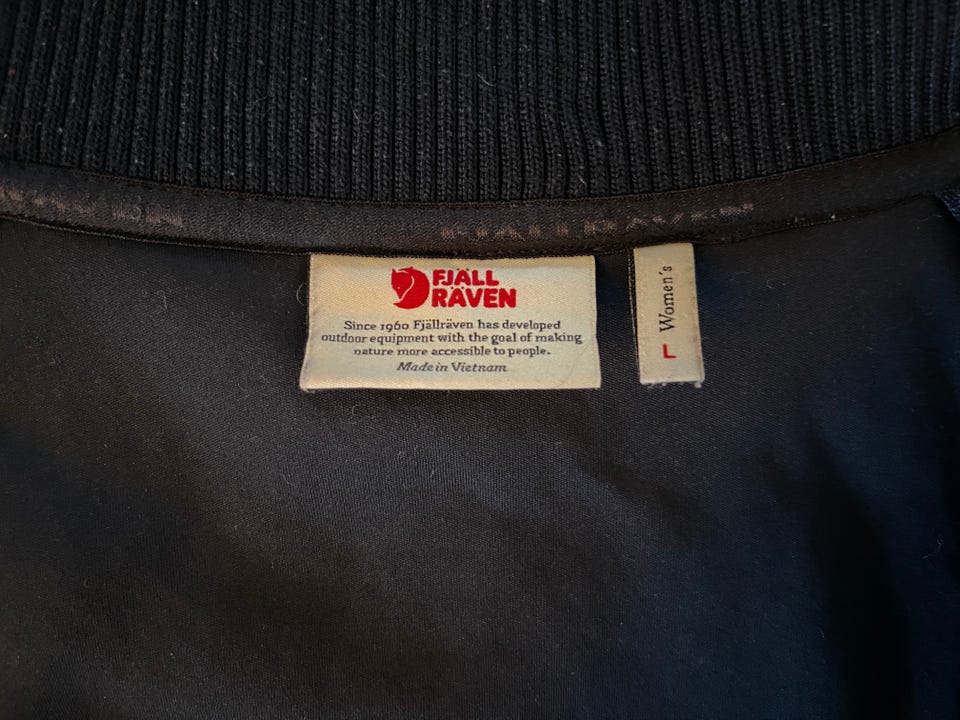 FJÄLLRÄVEN
FJÄLL
RÄVEN
Since 1960 Fjällräven has developed
outdoor equipment with the goal of making
nature more accessible to people.
Made in Vietnam
Women's
L